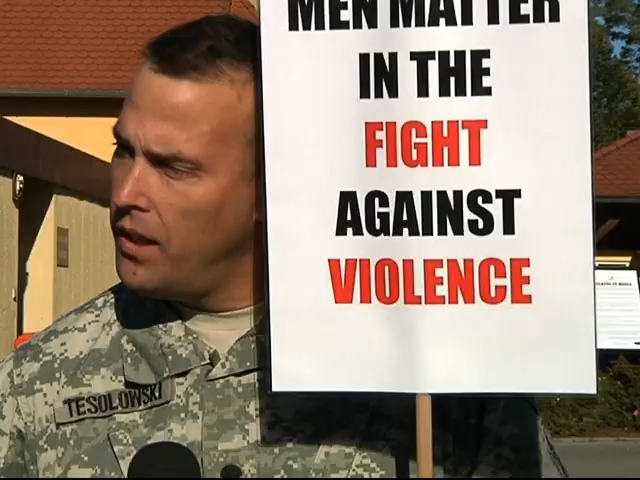 MEN MATTER
IN THE
FIGHT
AGAINST
VIOLENCE
TESOLOWSKI